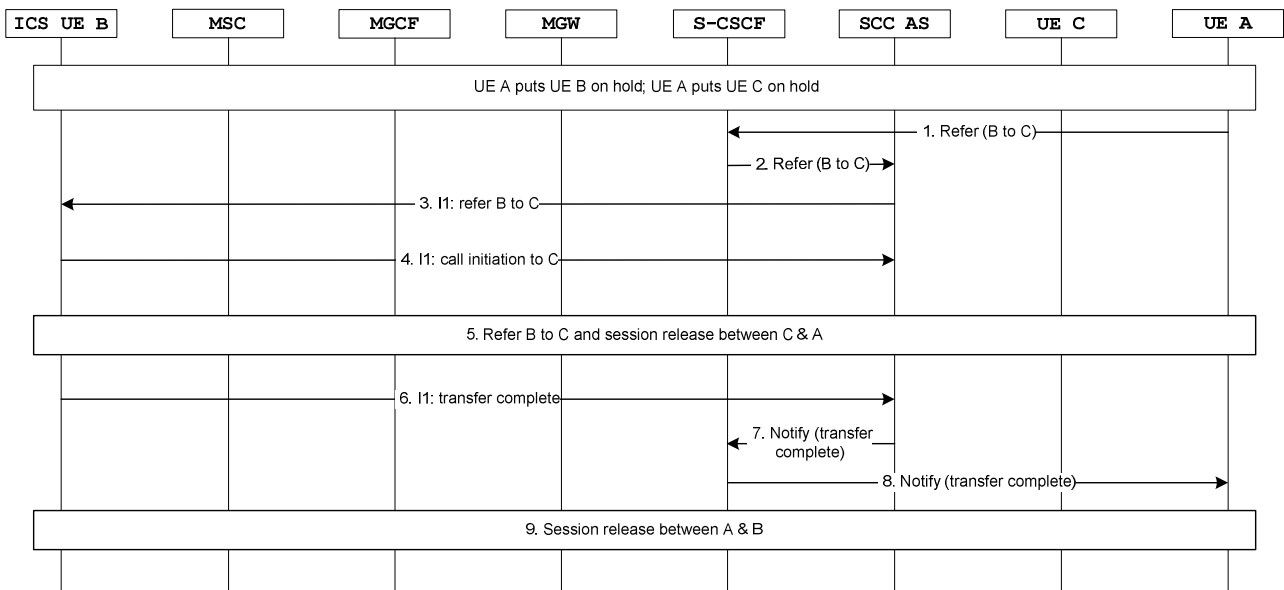 ICS UE B MSC MGCF MGW S-CSCF SCC AS UE C UE A
UE A puts UE B on hold; UE A puts UE C on hold
1. Refer (B to C)
2. Refer (B to C)
3. I1: refer B to C
4. I1: call initiation to C
5. Refer B to C and session release between C & A
6. I1: transfer complete
7. Notify (transfer
complete)
8. Notify (transfer complete)
9. Session release between A & B